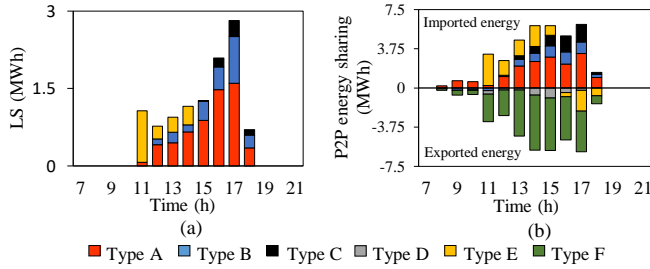 3
1.5
0
LS (MWh)
7 9 11 13 15 17 19 21
Time (h)
(a)
7.5
3.75
0
-3.75
-7.5
P2P energy sharing
(MWh)
Imported energy
Exported energy
7 9 11 13 15 17 19 21
Time (h)
(b)
Type A Type B Type C Type D Type E Type F